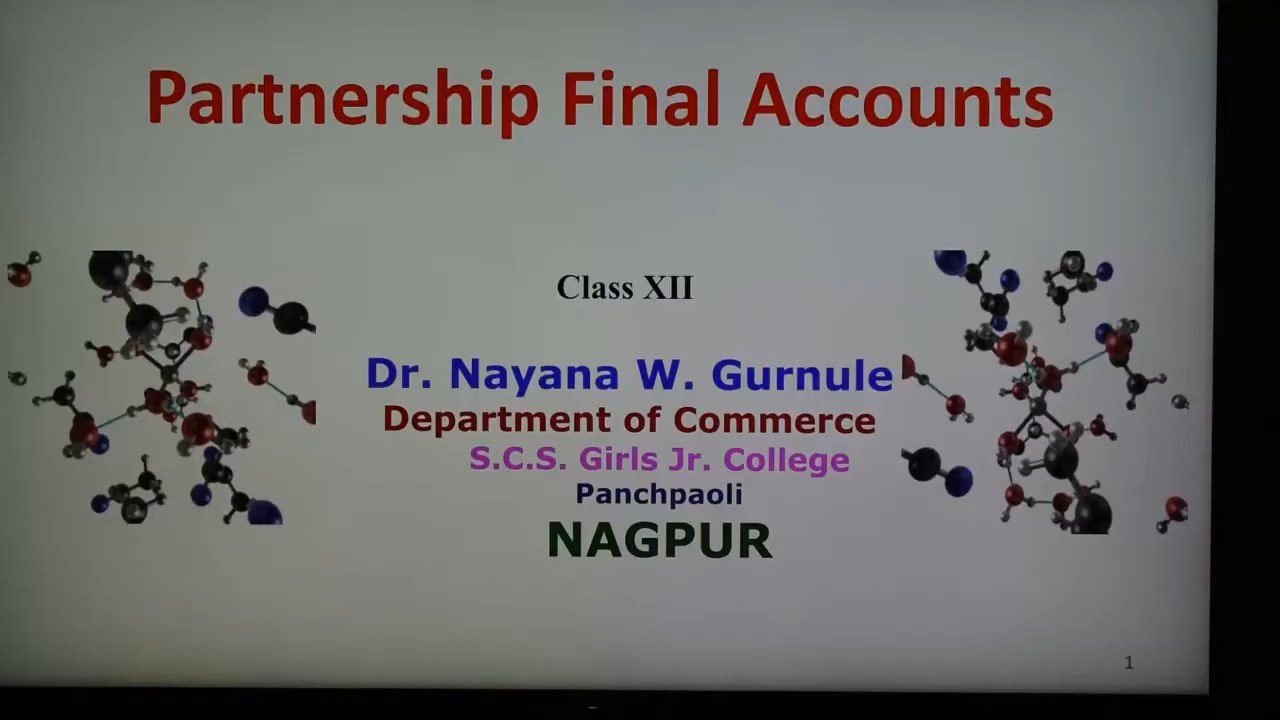 Partnership Final Accounts
Class XII
Dr. Nayana W. Gurnule
Department of Commerce
S.C.S. Girls Jr. College
Panchpaoli
NAGPUR
1